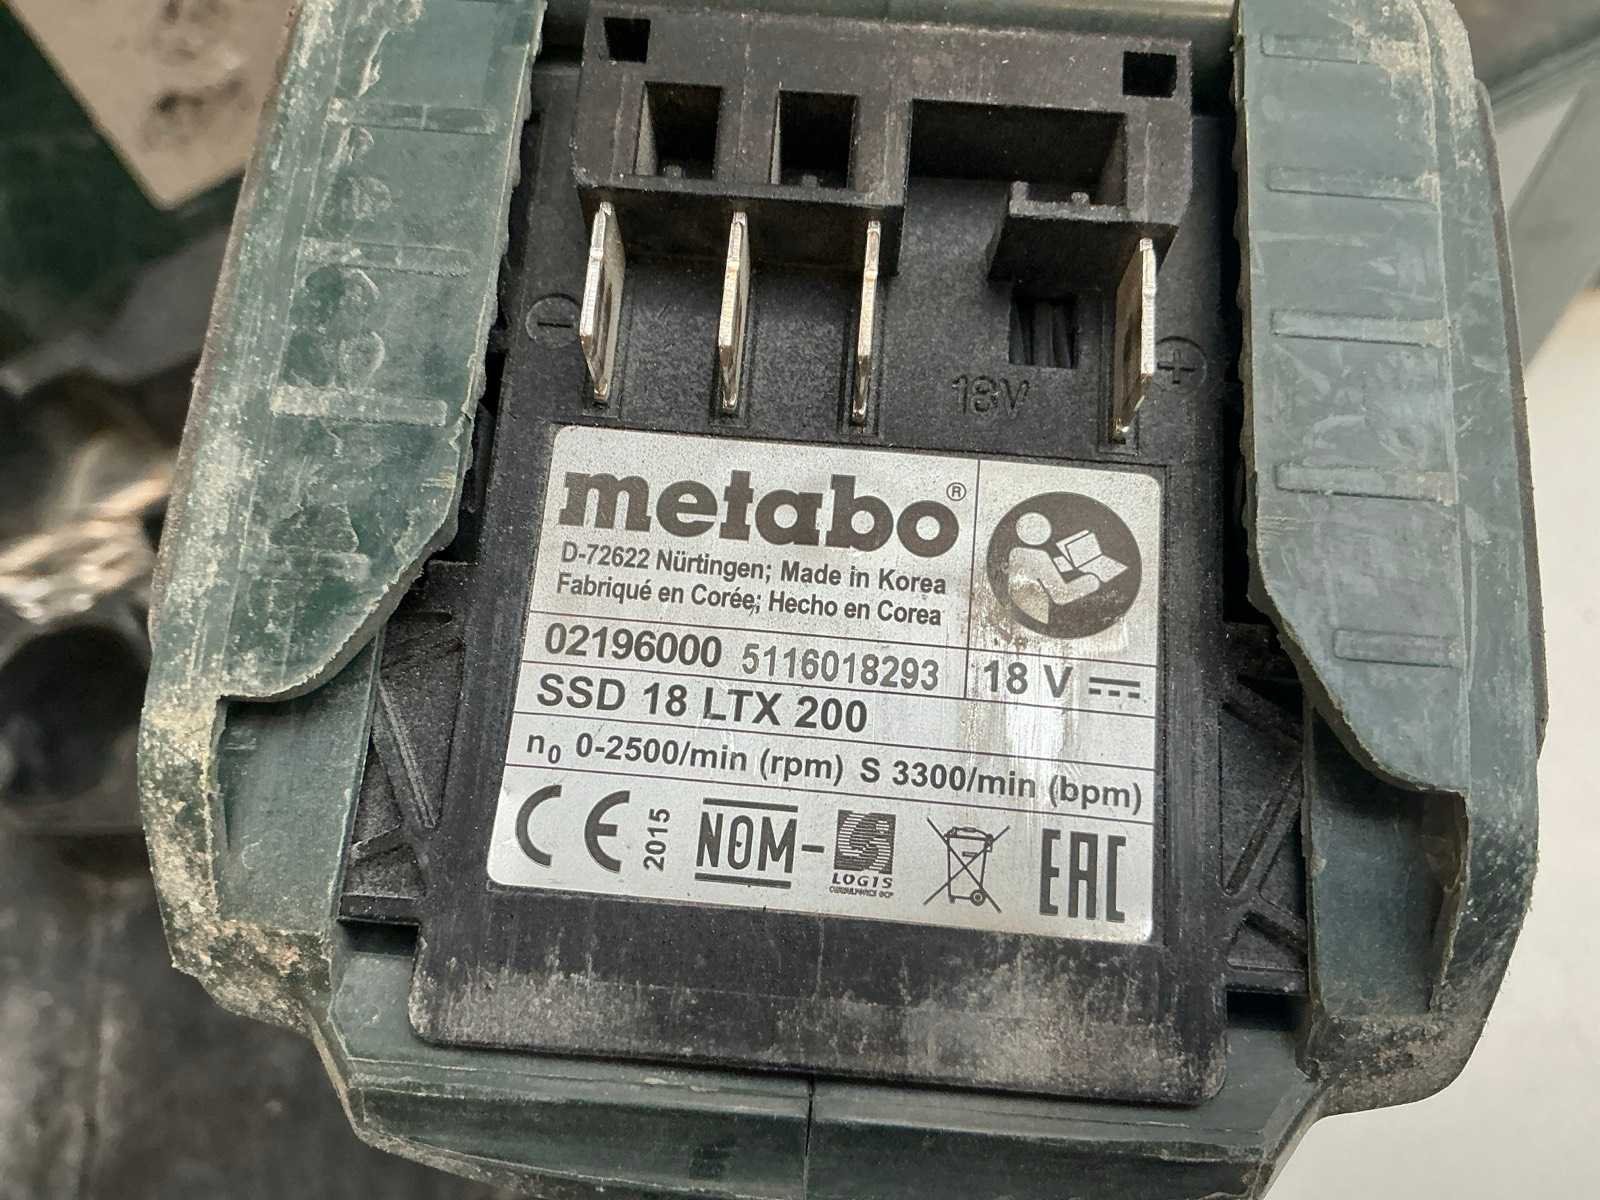 18V
metabo®
D-72622 Nürtingen; Made in Korea
Fabriqué en Corée; Hecho en Corea
02196000 5116018293 18 V
SSD 18 LTX 200
n0 0-2500/min (rpm) S 3300/min (bpm)
CE 2015 NOM- LOGIS EAC